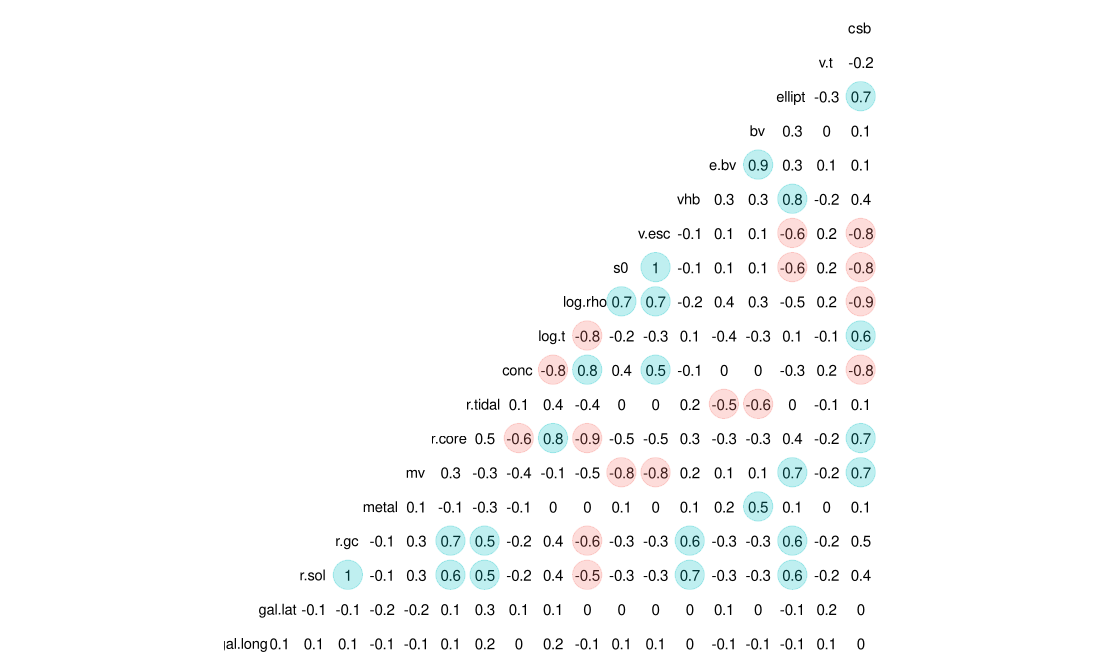 csb
v.t -0.2
ellipt -0.3 0.7
bv 0.3 0 0.1
e.bv 0.9 0.3 0.1 0.1
vhb 0.3 0.3 0.8 -0.2 0.4
v.esc -0.1 0.1 0.1 -0.6 0.2 -0.8
s0 1 -0.1 0.1 0.1 -0.6 0.2 -0.8
log.rho 0.7 0.7 -0.2 0.4 0.3 -0.5 0.2 -0.9
log.t -0.8 -0.2 -0.3 0.1 -0.4 -0.3 0.1 -0.1 0.6
conc -0.8 0.8 0.4 0.5 -0.1 0 0 -0.3 0.2 -0.8
r.tidal 0.1 0.4 -0.4 0 0 0.2 -0.5 -0.6 0 -0.1 0.1
r.core 0.5 -0.6 0.8 -0.9 -0.5 -0.5 0.3 -0.3 -0.3 0.4 -0.2 0.7
mv 0.3 -0.3 -0.4 -0.1 -0.5 -0.8 -0.8 0.2 0.1 0.1 0.7 -0.2 0.7
metal 0.1 -0.1 -0.3 -0.1 0 0 0.1 0 0.1 0.2 0.5 0.1 0 0.1
r.gc -0.1 0.3 0.7 0.5 -0.2 0.4 -0.6 -0.3 -0.3 0.6 -0.3 -0.3 0.6 -0.2 0.5
r.sol 1 -0.1 0.3 0.6 0.5 -0.2 0.4 -0.5 -0.3 -0.3 0.7 -0.3 -0.3 0.6 -0.2 0.4
gal.lat -0.1 -0.1 -0.2 -0.2 0.1 0.3 0.1 0.1 0 0 0 0 0.1 0 -0.1 0.2 0
al.long 0.1 0.1 0.1 -0.1 -0.1 0.1 0.2 0 0.2 -0.1 0.1 0.1 0 -0.1 -0.1 -0.1 0.1 0